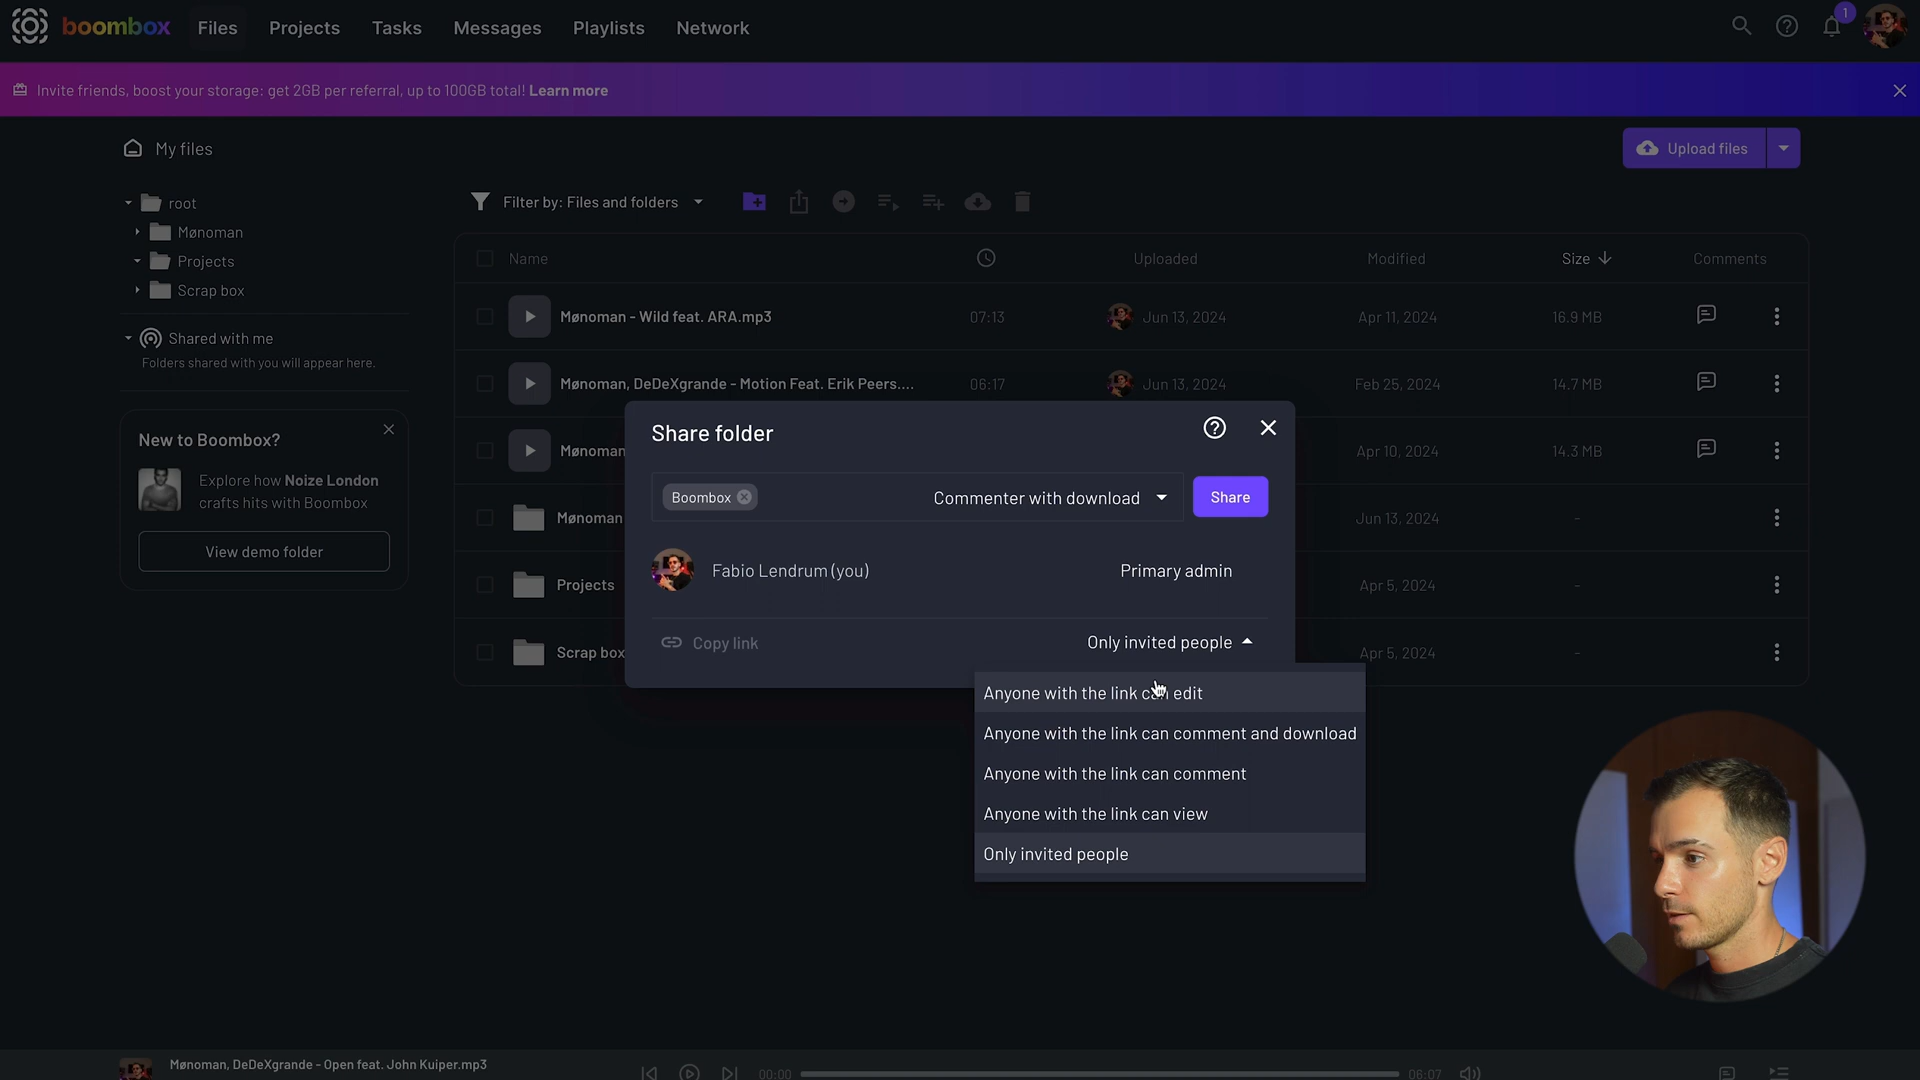 boombox Files Projects Tasks Messages Playlists Network 1
Invite friends, boost your storage: get 2GB per referral, up to 100GB total! Learn more
My files
Upload files
root
Mønoman
Projects
Scrap box
Shared with me
Folders shared with you will appear here.
New to Boombox?
Explore how Noize London
crafts hits with Boombox
View demo folder
Filter by: Files and folders
Name Uploaded Modified Size Comments
Mønoman - Wild feat. ARA.mp3 07:13 Jun 13, 2024 Apr 11, 2024 16.9 MB
Mønoman, DeDeXgrande - Motion Feat. Erik Peers.... 06:17 Jun 13, 2024 Feb 25, 2024 14.7 MB
Mønoman Apr 10, 2024 14.3 MB
Mønoman Jun 13, 2024 -
Projects Apr 5, 2024 -
Scrap box Apr 5, 2024 -
Share folder
Boombox Commenter with download Share
Fabio Lendrum (you) Primary admin
Copy link Only invited people
Anyone with the link can edit
Anyone with the link can comment and download
Anyone with the link can comment
Anyone with the link can view
Only invited people
Mønoman, DeDeXgrande - Open feat. John Kuiper.mp3
00:00 06:07